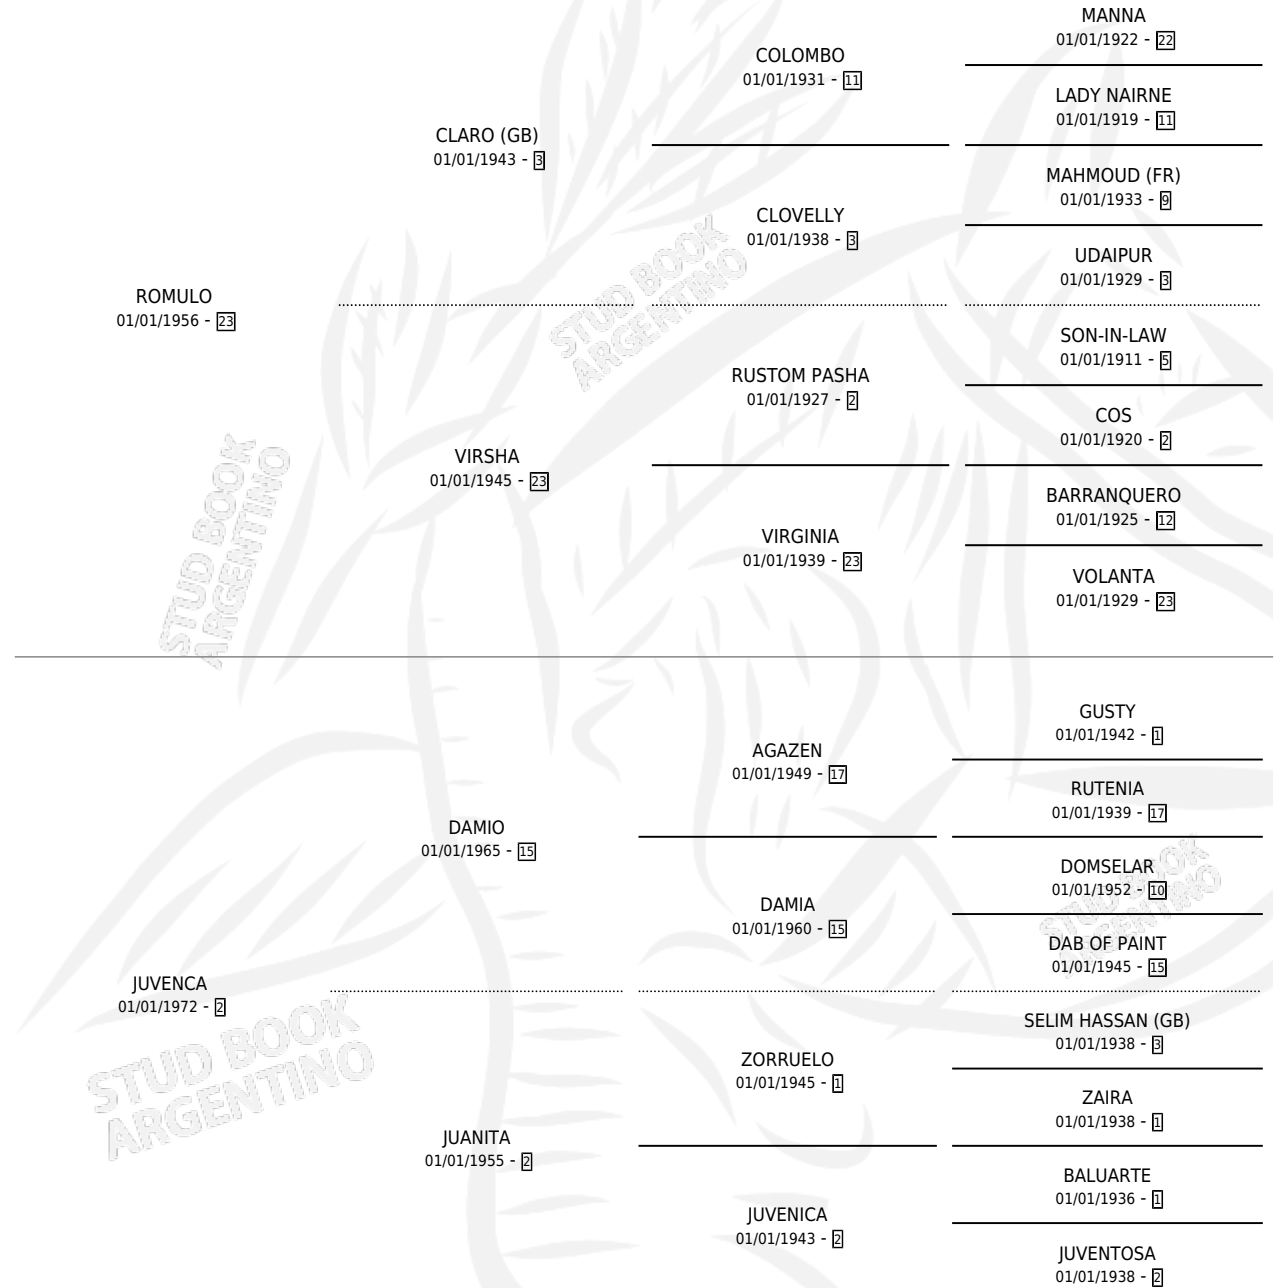 MANNA
01/01/1922 - 22
COLOMBO
01/01/1931 - 11
LADY NAIRNE
01/01/1919 - 11
CLARO (GB)
01/01/1943 - 3
MAHMOUD (FR)
01/01/1933 - 9
CLOVELLY
01/01/1938 - 3
UDAIPUR
01/01/1929 - 3
ROMULO
01/01/1956 - 23
SON-IN-LAW
01/01/1911 - 5
RUSTOM PASHA
01/01/1927 - 2
COS
01/01/1920 - 2
VIRSHA
01/01/1945 - 23
BARRANQUERO
01/01/1925 - 12
VIRGINIA
01/01/1939 - 23
VOLANTA
01/01/1929 - 23
GUSTY
01/01/1942 - 1
AGAZEN
01/01/1949 - 17
RUTENIA
01/01/1939 - 17
DAMIO
01/01/1965 - 15
DOMSELAR
01/01/1952 - 10
DAMIA
01/01/1960 - 15
DAB OF PAINT
01/01/1945 - 15
JUVENCA
01/01/1972 - 2
SELIM HASSAN (GB)
01/01/1938 - 3
ZORRUELO
01/01/1945 - 1
ZAIRA
01/01/1938 - 1
JUANITA
01/01/1955 - 2
BALUARTE
01/01/1936 - 1
JUVENICA
01/01/1943 - 2
JUVENTOSA
01/01/1938 - 2
STUD BOOK
ARGENTINO
STUD BOOK
ARGENTINO
STUD BOOK
ARGENTINO
STUD BOOK
ARGENTINO